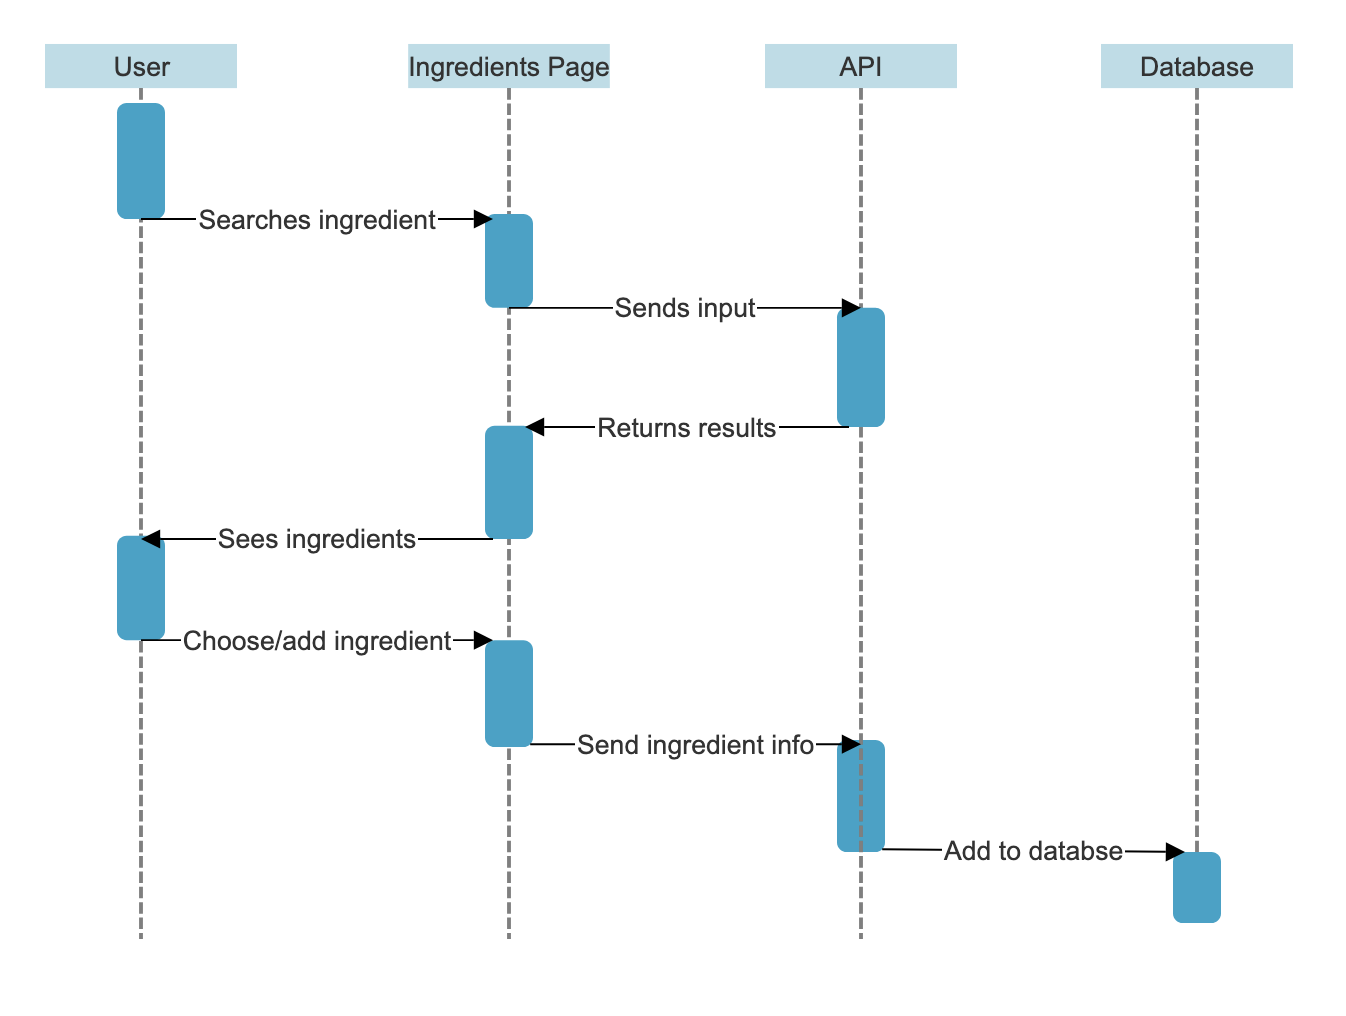 User
Ingredients Page
API
Database
Searches ingredient
Sends input
Returns results
Sees ingredients
Choose/add ingredient
Send ingredient info
Add to databse